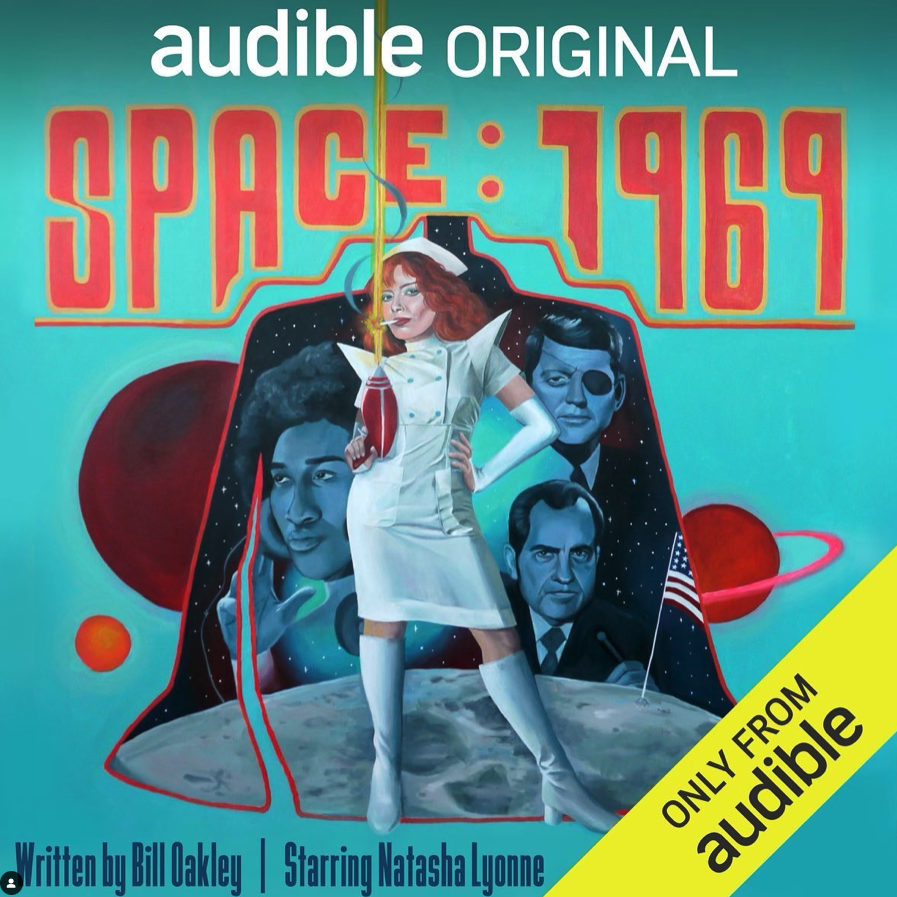 audible ORIGINAL
SPACE: 1969
ONLY FROM
audible
Written by Bill Oakley | Starring Natasha Lyonne